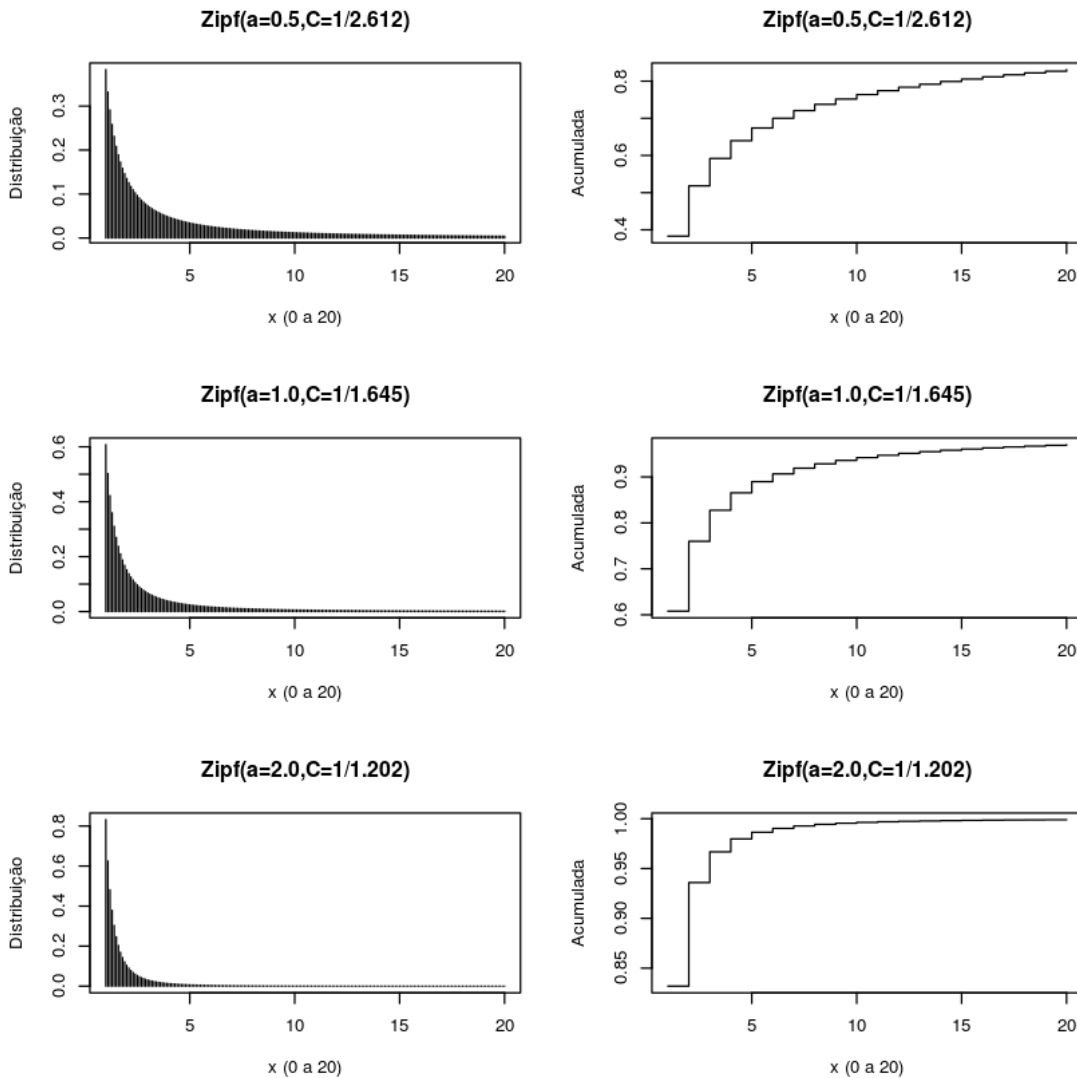 Zipf(a=0.5,C=1/2.612)
Distribuição
0.0 0.1 0.2 0.3
5 10 15 20
x (0 a 20)
Zipf(a=0.5,C=1/2.612)
Acumulada
0.4 0.6 0.8
5 10 15 20
x (0 a 20)
Zipf(a=1.0,C=1/1.645)
Distribuição
0.0 0.2 0.4 0.6
5 10 15 20
x (0 a 20)
Zipf(a=1.0,C=1/1.645)
Acumulada
0.6 0.7 0.8 0.9
5 10 15 20
x (0 a 20)
Zipf(a=2.0,C=1/1.202)
Distribuição
0.0 0.2 0.4 0.6 0.8
5 10 15 20
x (0 a 20)
Zipf(a=2.0,C=1/1.202)
Acumulada
0.85 0.90 0.95 1.00
5 10 15 20
x (0 a 20)